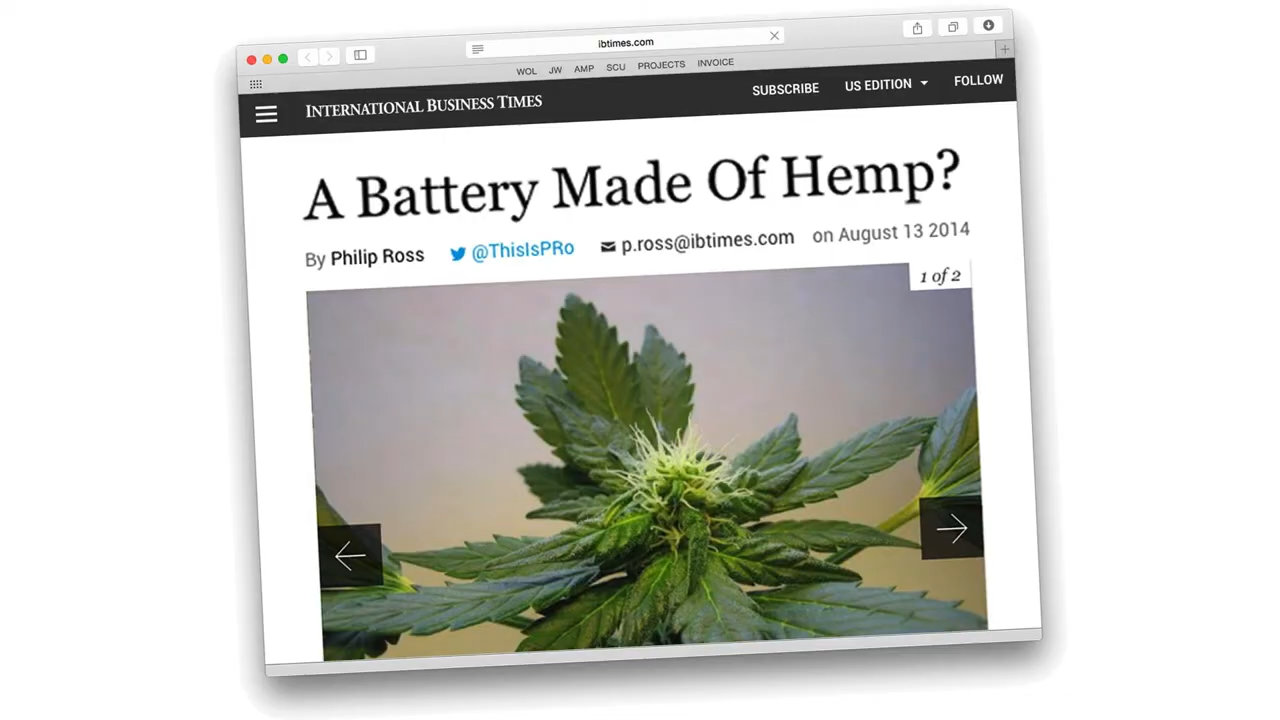 ibtimes.com
WOL JW AMP SCU PROJECTS INVOICE
INTERNATIONAL BUSINESS TIMES SUBSCRIBE US EDITION FOLLOW
A Battery Made Of Hemp?
By Philip Ross @ThisIsPRo p.ross@ibtimes.com on August 13 2014
1 of 2